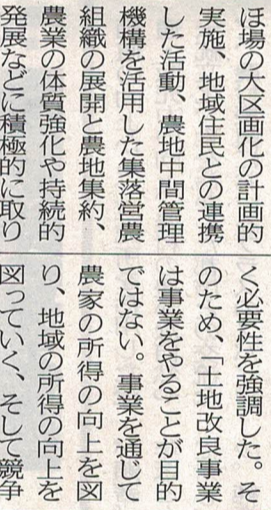 ほ場の大区画化の計画的
実施、地域住民との連携
した活動、農地中間管理
機構を活用した集落営農
組織の展開と農地集約、
農業の体質強化や持続的
発展などに積極的に取り
く必要性を強調した。そ
のため、「土地改良事業
は事業をやることが目的
ではない。事業を通じて
農家の所得の向上を図
り、地域の所得の向上を
図っていく、そして競争